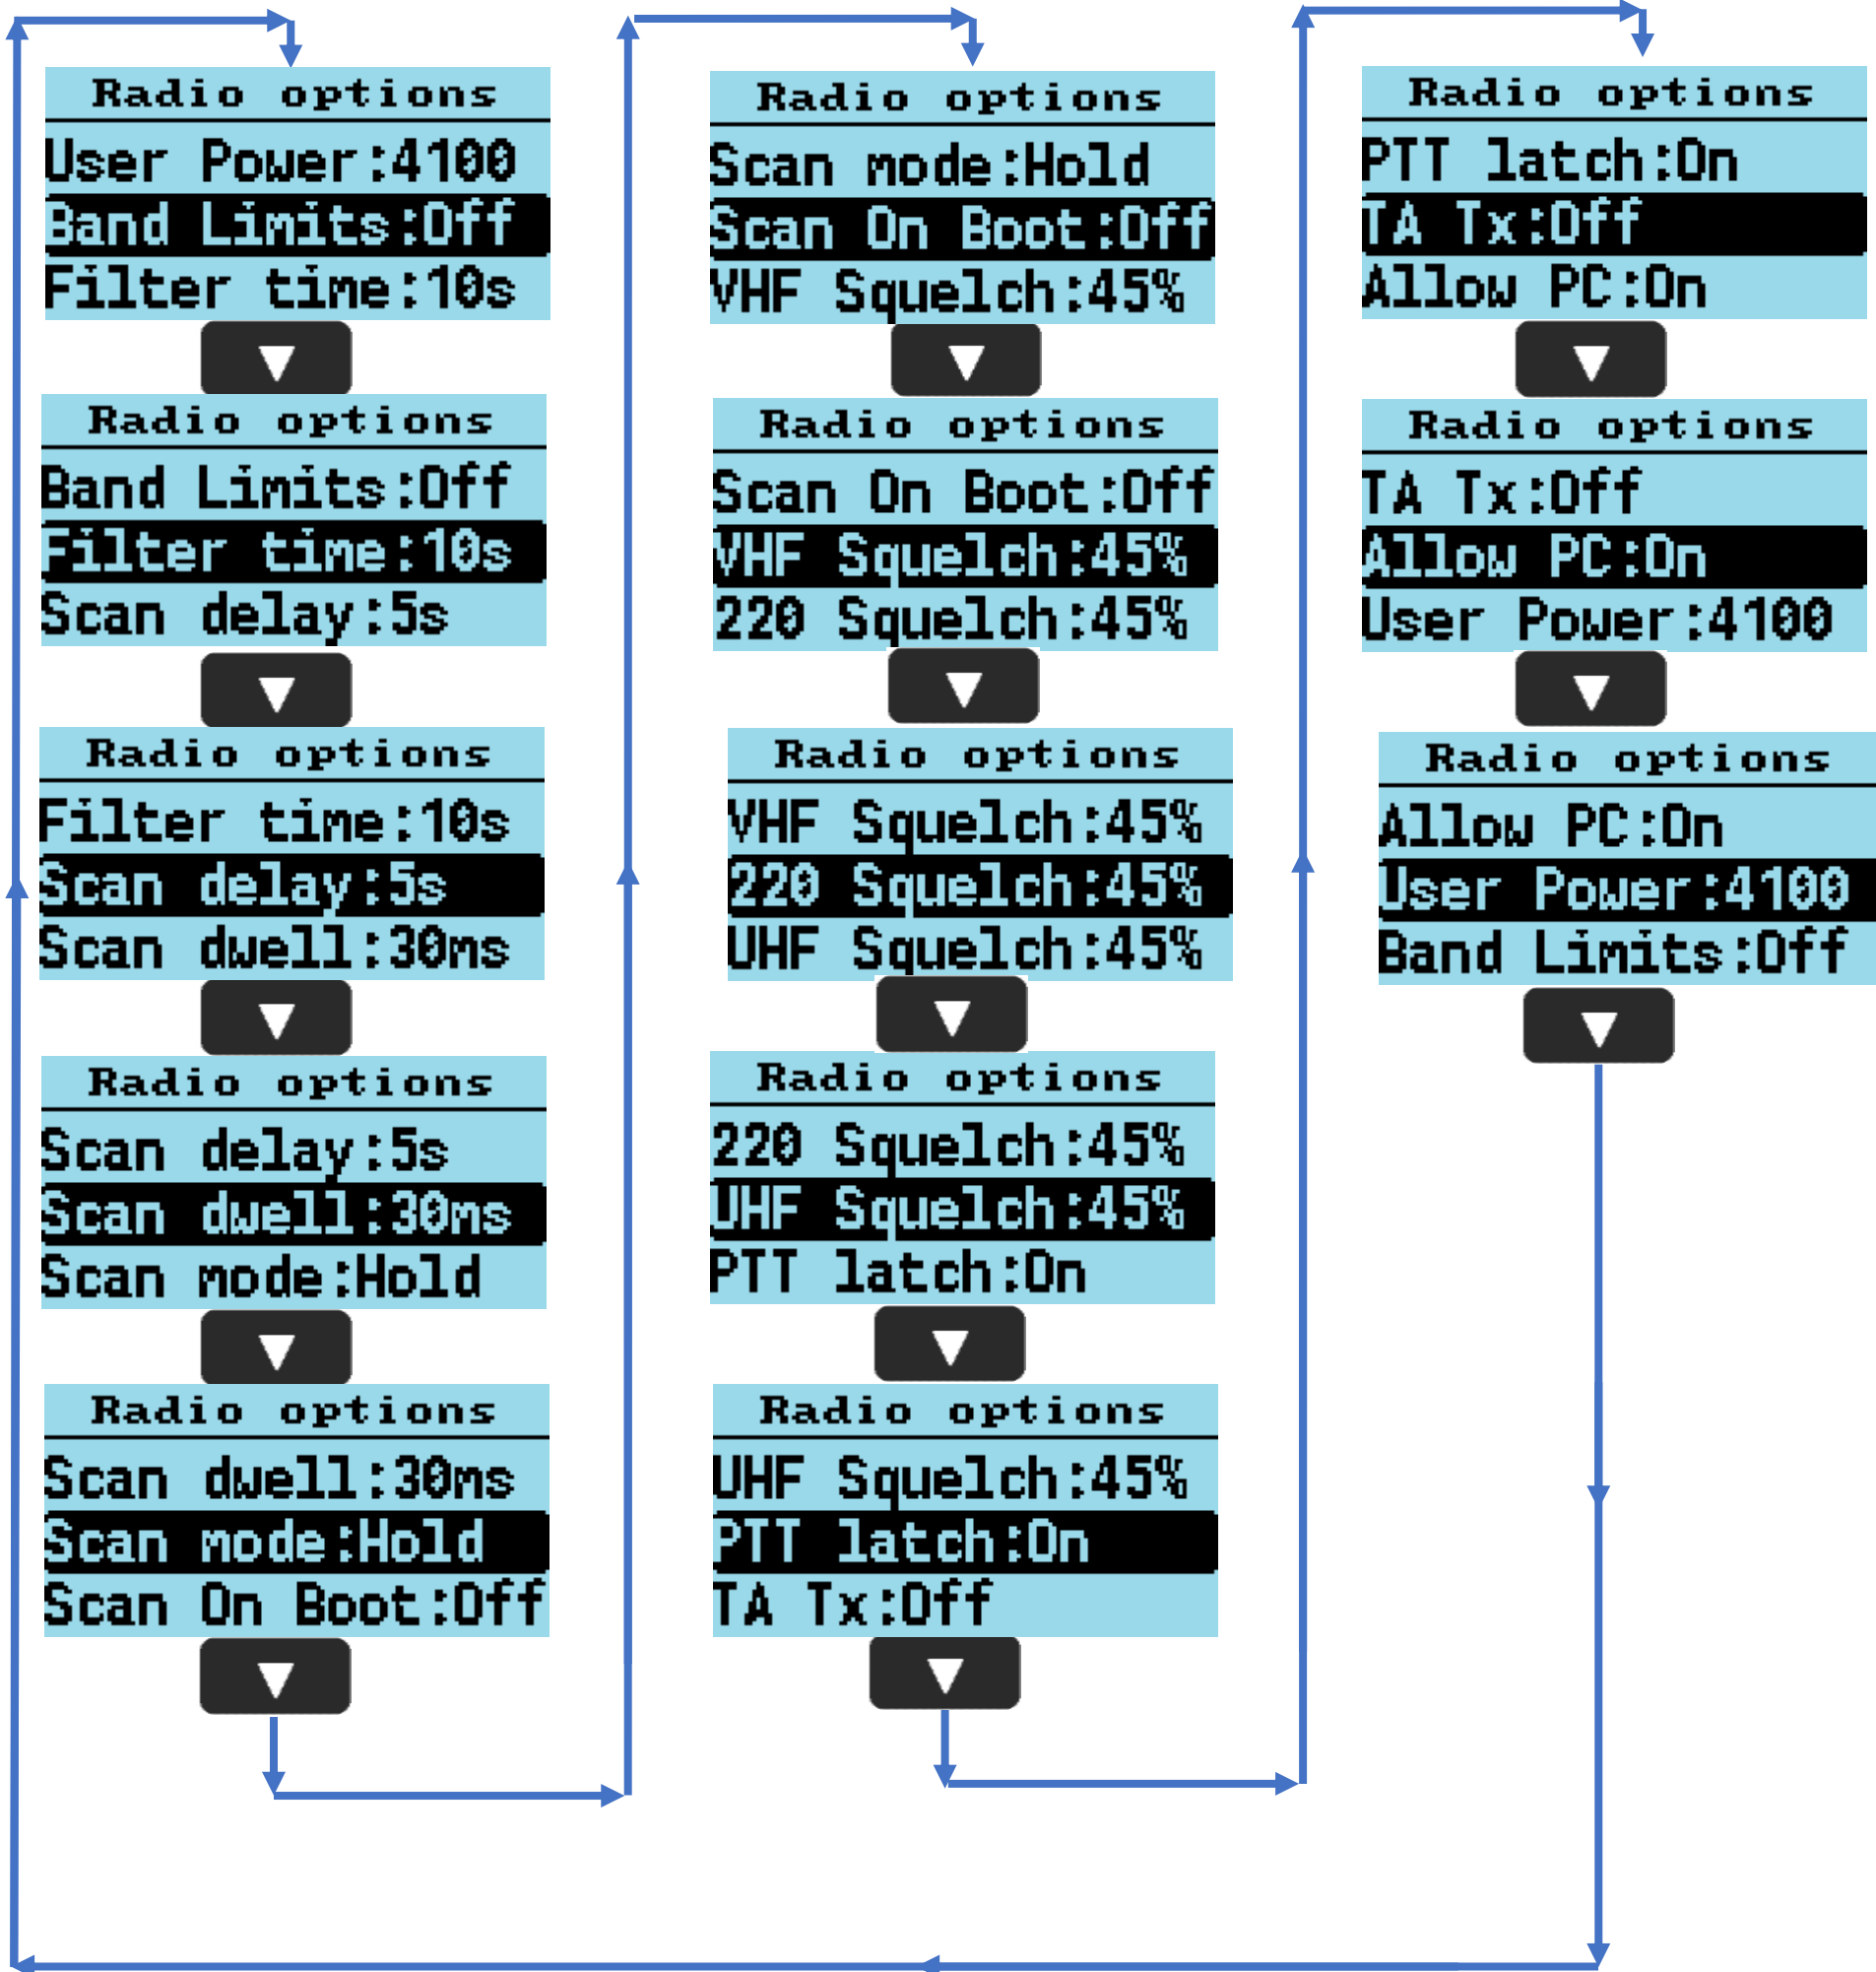 Radio options
User Power:4100
Band Limits:Off
Filter time:10s
Radio options
Band Limits:Off
Filter time:10s
Scan delay:5s
Radio options
Filter time:10s
Scan delay:5s
Scan dwell:30ms
Radio options
Scan delay:5s
Scan dwell:30ms
Scan mode:Hold
Radio options
Scan dwell:30ms
Scan mode:Hold
Scan On Boot:Off
Radio options
Scan mode:Hold
Scan On Boot:Off
VHF Squelch:45%
Radio options
Scan On Boot:Off
VHF Squelch:45%
220 Squelch:45%
Radio options
VHF Squelch:45%
220 Squelch:45%
UHF Squelch:45%
Radio options
220 Squelch:45%
UHF Squelch:45%
PTT latch:On
Radio options
UHF Squelch:45%
PTT latch:On
TA Tx:Off
Radio options
PTT latch:On
TA Tx:Off
Allow PC:On
Radio options
TA Tx:Off
Allow PC:On
User Power:4100
Radio options
Allow PC:On
User Power:4100
Band Limits:Off